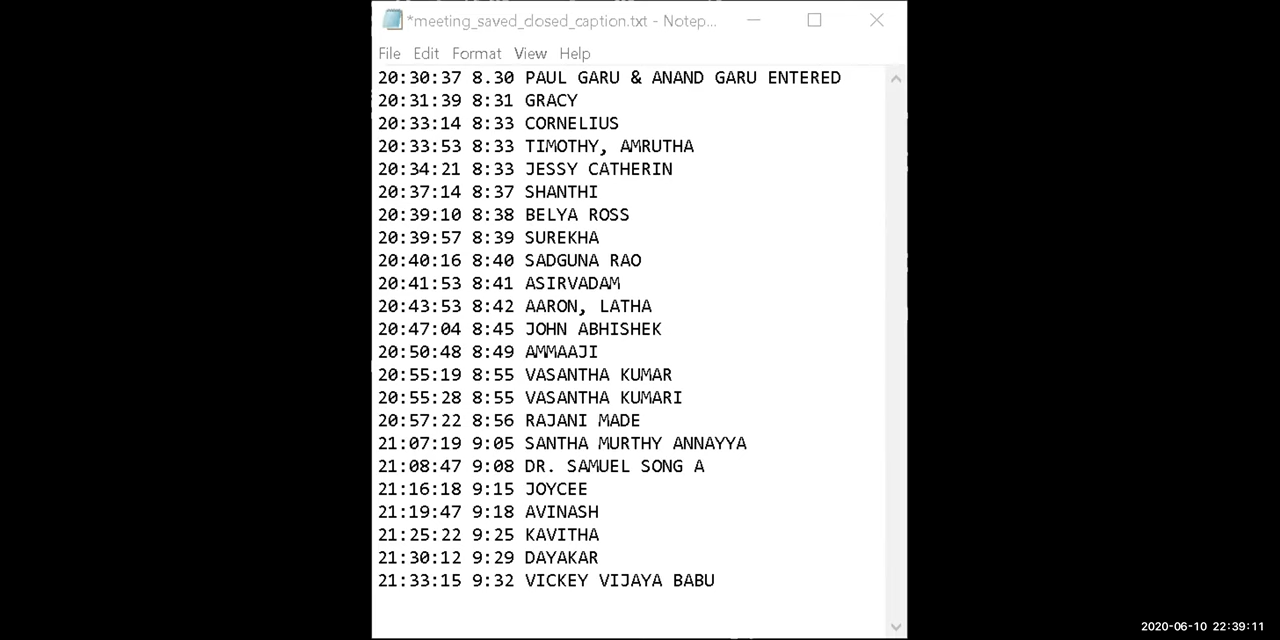 *meeting_saved_closed_caption.txt - Notep...
File Edit Format View Help
20:30:37 8.30 PAUL GARU & ANAND GARU ENTERED
20:31:39 8:31 GRACY
20:33:14 8:33 CORNELIUS
20:33:53 8:33 TIMOTHY, AMRUTHA
20:34:21 8:33 JESSY CATHERIN
20:37:14 8:37 SHANTHI
20:39:10 8:38 BELYA ROSS
20:39:57 8:39 SUREKHA
20:40:16 8:40 SADGUNA RAO
20:41:53 8:41 ASIRVADAM
20:43:53 8:42 AARON, LATHA
20:47:04 8:45 JOHN ABHISHEK
20:50:48 8:49 AMMAAJI
20:55:19 8:55 VASANTHA KUMAR
20:55:28 8:55 VASANTHA KUMARI
20:57:22 8:56 RAJANI MADE
21:07:19 9:05 SANTHA MURTHY ANNAYYA
21:08:47 9:08 DR. SAMUEL SONG A
21:16:18 9:15 JOYCEE
21:19:47 9:18 AVINASH
21:25:22 9:25 KAVITHA
21:30:12 9:29 DAYAKAR
21:33:15 9:32 VICKEY VIJAYA BABU
2020-06-10 22:39:11